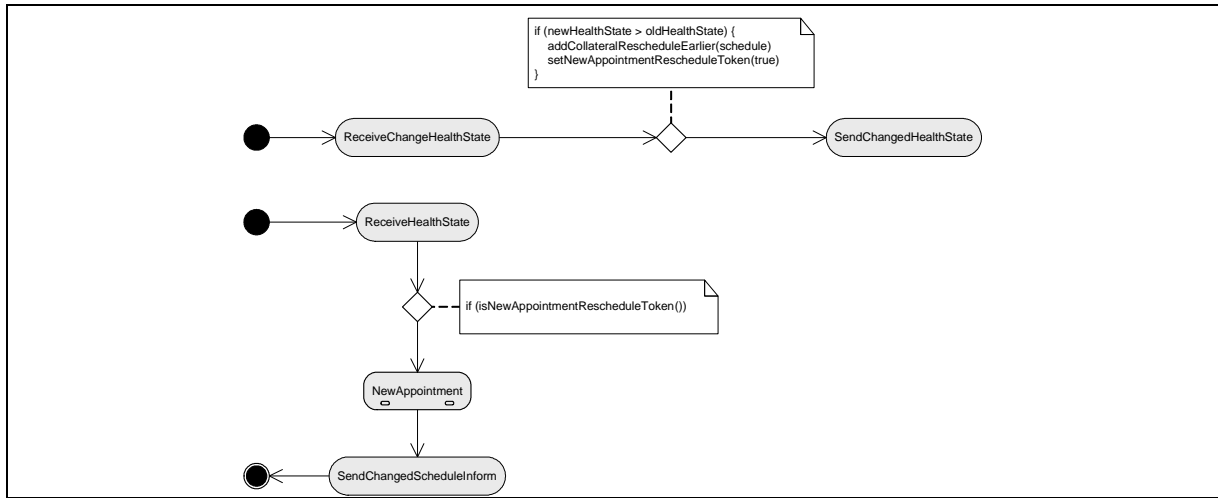 if (newHealthState > oldHealthState) {
addCollateralRescheduleEarlier(schedule)
setNewAppointmentRescheduleToken(true)
}
ReceiveChangeHealthState
SendChangedHealthState
ReceiveHealthState
if (isNewAppointmentRescheduleToken())
NewAppointment
SendChangedScheduleInform